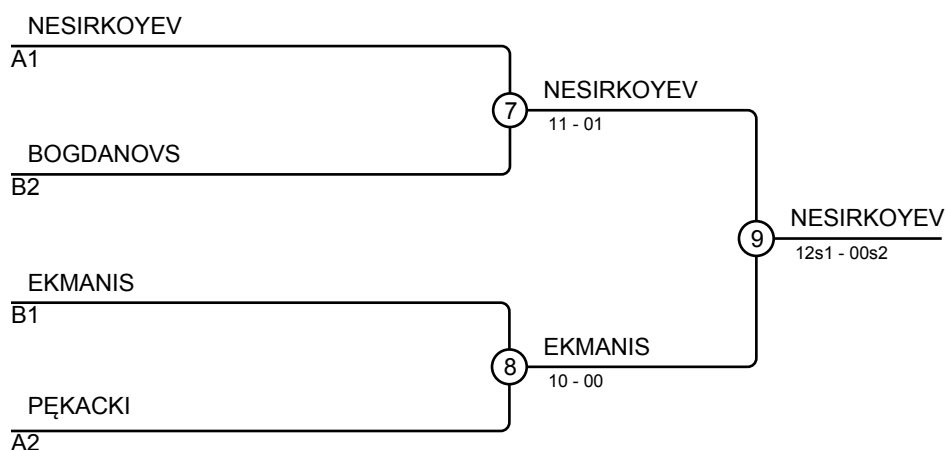 NESIRKOYEV
A1
7
NESIRKOYEV
11 - 01
BOGDANOVS
B2
9
NESIRKOYEV
12s1 - 00s2
EKMANIS
B1
8
EKMANIS
10 - 00
PĘKACKI
A2